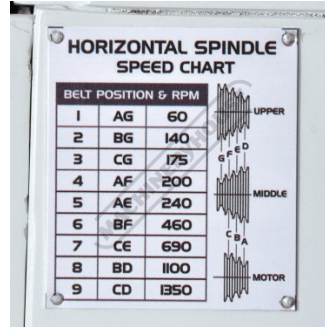 HORIZONTAL SPINDLE
SPEED CHART
BELT POSITION & RPM
1 AG 60
2 BG 140
3 CG 175
4 AF 200
5 AE 240
6 BF 460
7 CE 690
8 BD 1100
9 CD 1350
UPPER
G F E D
MIDDLE
C B A
MOTOR